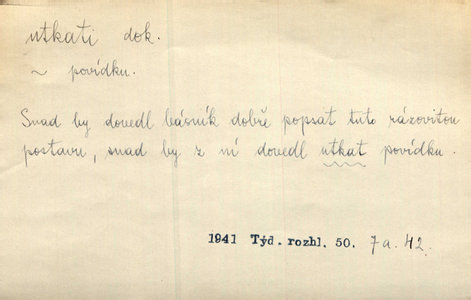 utkati dok.
~ povídku.
Snad by dovedl básník dobře popsat tuto rázovitou
postavu, snad by z ní dovedl utkat povídku.
1941 Týd. rozhl. 50. 7 a. 42.